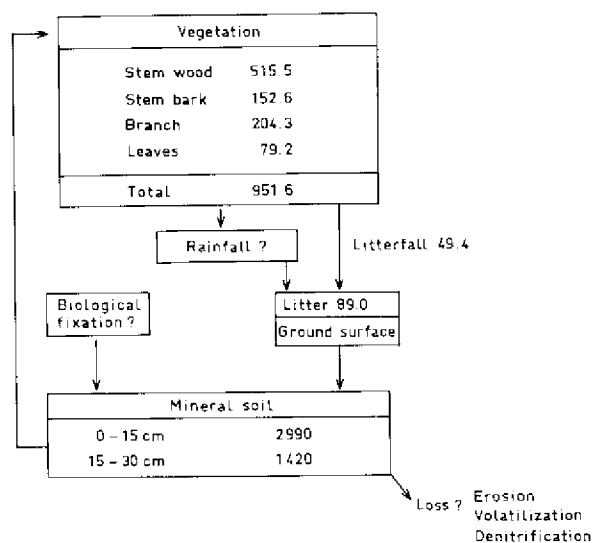 Vegetation
Stem wood 515.5
Stem bark 152.6
Branch 204.3
Leaves 79.2
Total 951.6
Rainfall ?
Litterfall 49.4
Biological
fixation ?
Litter 89.0
Ground surface
Mineral soil
0 – 15 cm 2990
15 – 30 cm 1420
Loss ? Erosion
Volatilization
Denitrification